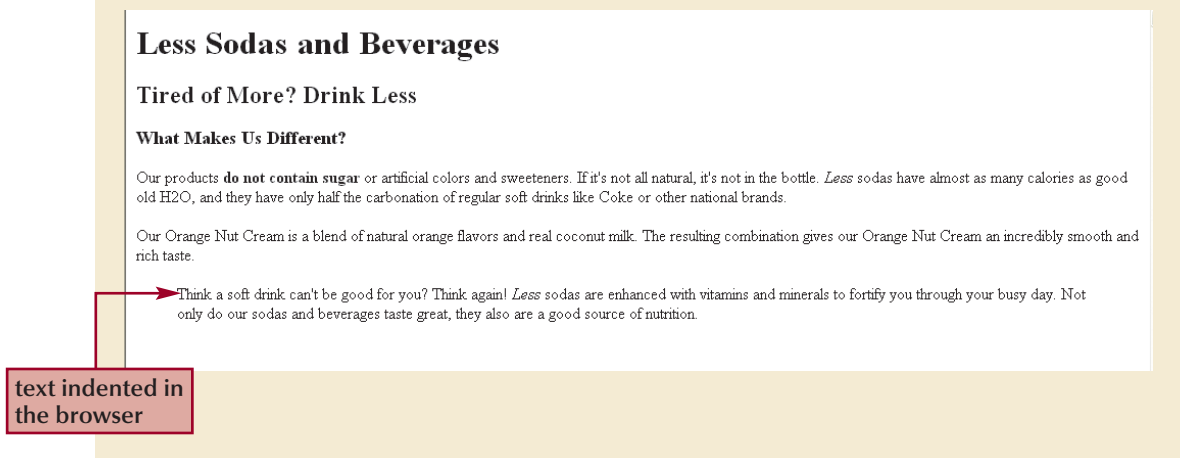 Less Sodas and Beverages
Tired of More? Drink Less
What Makes Us Different?
Our products do not contain sugar or artificial colors and sweeteners. If it's not all natural, it's not in the bottle. Less sodas have almost as many calories as good
old H2O, and they have only half the carbonation of regular soft drinks like Coke or other national brands.
Our Orange Nut Cream is a blend of natural orange flavors and real coconut milk. The resulting combination gives our Orange Nut Cream an incredibly smooth and
rich taste.
Think a soft drink can't be good for you? Think again! Less sodas are enhanced with vitamins and minerals to fortify you through your busy day. Not
only do our sodas and beverages taste great, they also are a good source of nutrition.
text indented in
the browser